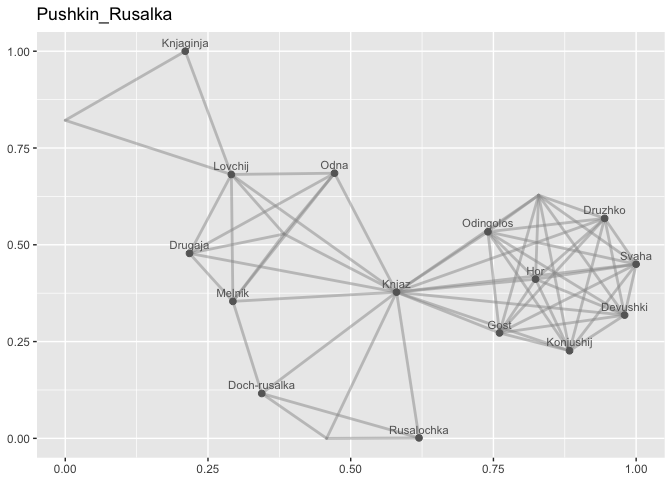 Pushkin_Rusalka
1.00
Knjaginja
0.75
Lovchij
Odna
Druzhko
Odingolos
0.50
Drugaja
Svaha
Hor
Knjaz
Melnik
Devushki
Gost
Konjushij
0.25
Doch-rusalka
Rusalochka
0.00
0.00 0.25 0.50 0.75 1.00